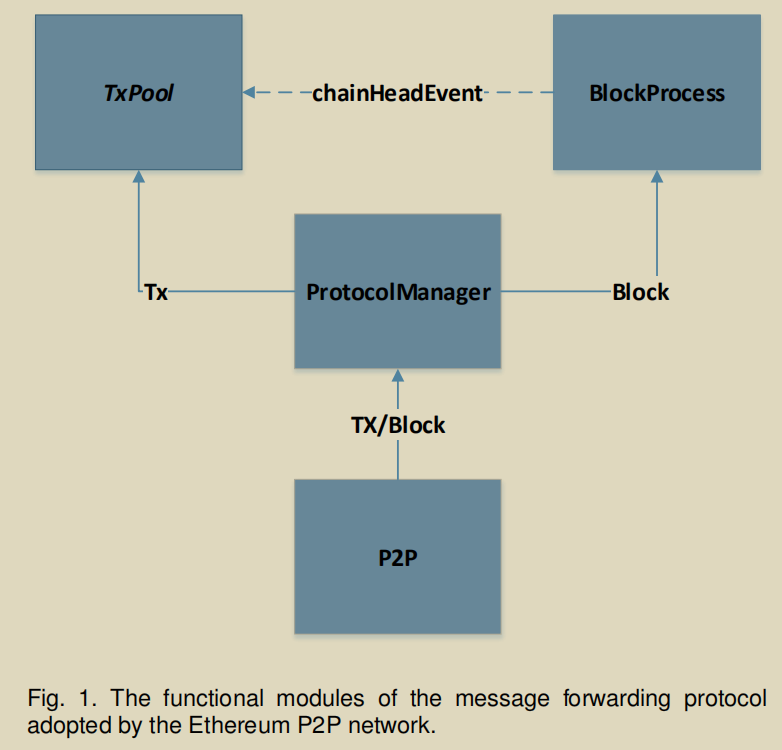 TxPool
chainHeadEvent
BlockProcess
Tx
ProtocolManager
Block
TX/Block
P2P
Fig. 1. The functional modules of the message forwarding protocol
adopted by the Ethereum P2P network.